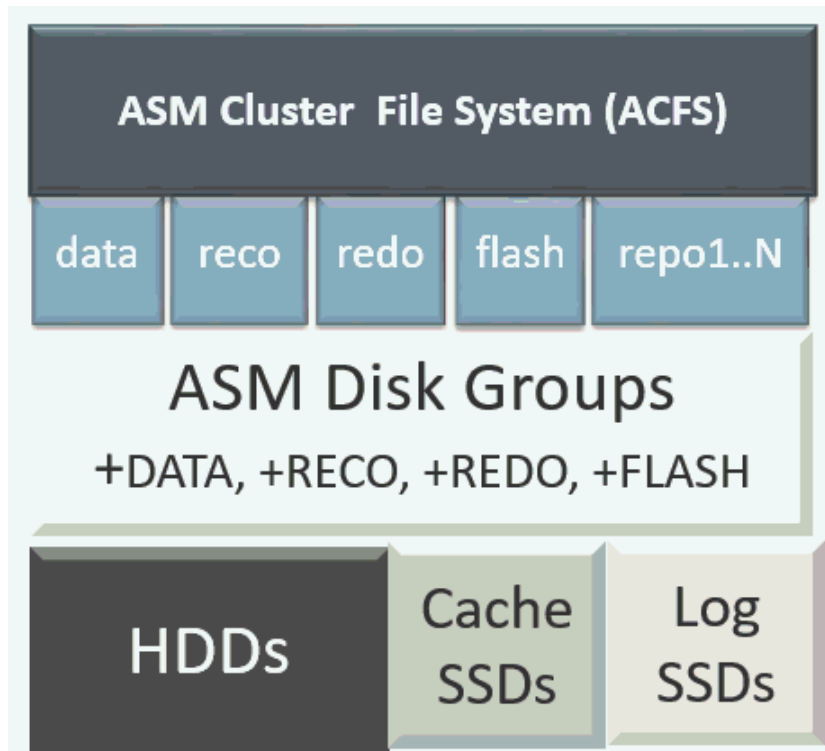 ASM Cluster File System (ACFS)
data reco redo flash repo1..N
ASM Disk Groups
+DATA, +RECO, +REDO, +FLASH
HDDs
Cache
SSDs
Log
SSDs